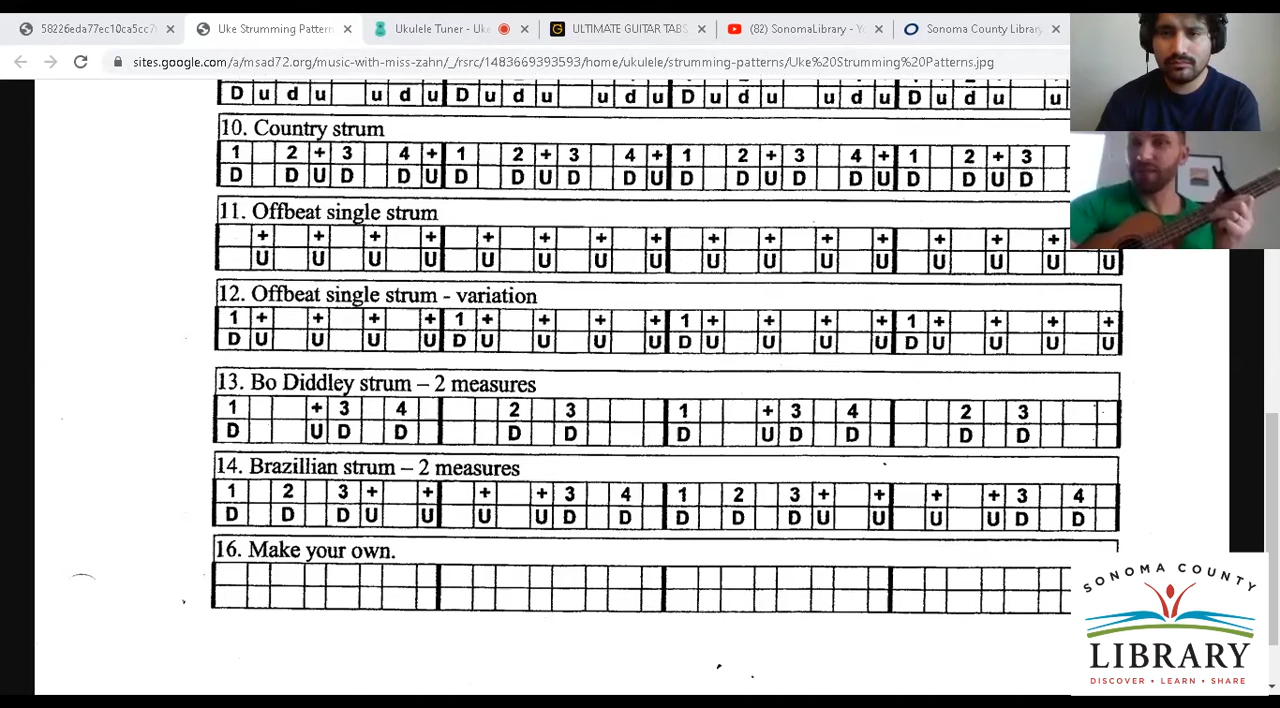 58226eda77ec10ca5cc7
Uke Strumming Pattern
Ukulele Tuner - Uke
ULTIMATE GUITAR TABS
(82) SonomaLibrary - Yo
Sonoma County Library
sites.google.com/a/msad72.org/music-with-miss-zahn/_/rsrc/1483669393593/home/ukulele/strumming-patterns/Uke%20Strumming%20Patterns.jpg
D u d u u d u D u d u u d u D u d u u d u D u d u u
10. Country strum
1 2 + 3 4 + 1 2 + 3 4 + 1 2 + 3 4 + 1 2 + 3
D D U D D U D D U D D U D D U D D U D D U D
11. Offbeat single strum
+ + + + + + + + + + + + + + +
U U U U U U U U U U U U U U U U
12. Offbeat single strum - variation
1 + + + + 1 + + + + 1 + + + + 1 + + + +
D U U U U D U U U U D U U U U D U U U U
13. Bo Diddley strum – 2 measures
1 + 3 4 2 3 1 + 3 4 2 3
D U D D D D D U D D D D
14. Brazillian strum – 2 measures
1 2 3 + + + + 3 4 1 2 3 + + + + 3 4
D D D U U U U D D D D D U U U U D D
16. Make your own.
SONOMA COUNTY
LIBRARY
DISCOVER • LEARN • SHARE